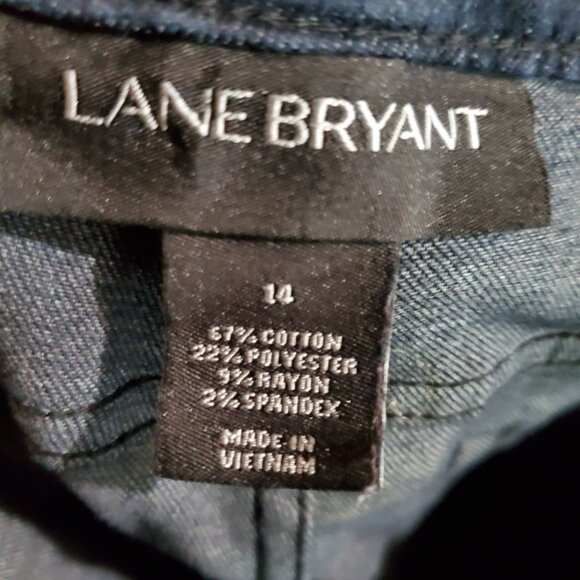 LANE BRYANT
14
67% COTTON
22% POLYESTER
9% RAYON
2% SPANDEX
MADE IN
VIETNAM